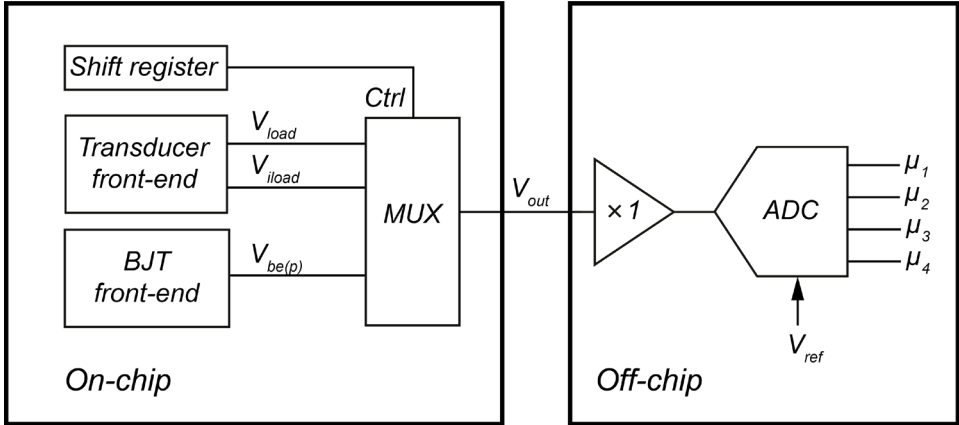 Shift register
Ctrl
Transducer
front-end
V_load
V_iload
MUX
BJT
front-end
V_be(p)
On-chip
V_out
× 1
ADC
μ_1
μ_2
μ_3
μ_4
V_ref
Off-chip